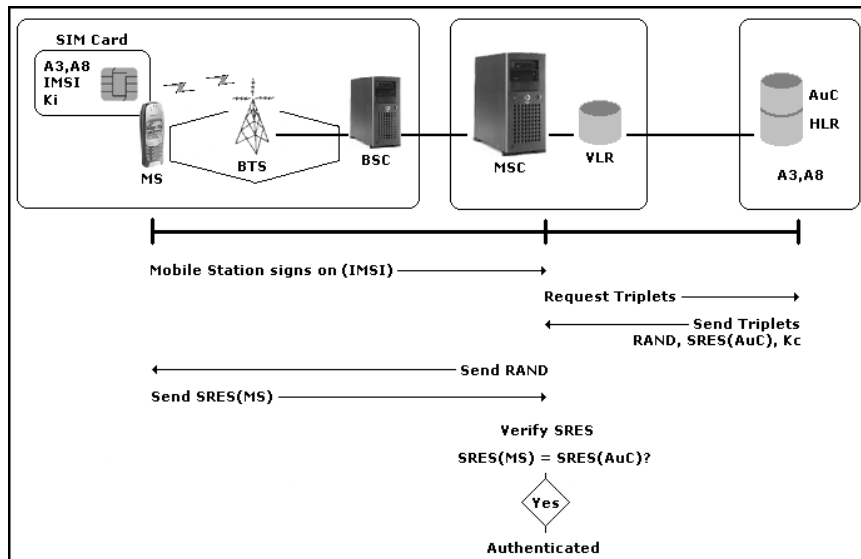 SIM Card
A3,A8
IMSI
Ki
MS
BTS
BSC
MSC
VLR
AuC
HLR
A3,A8
Mobile Station signs on (IMSI)
Request Triplets
Send Triplets
RAND, SRES(AuC), Kc
Send RAND
Send SRES(MS)
Verify SRES
SRES(MS) = SRES(AuC)?
Yes
Authenticated